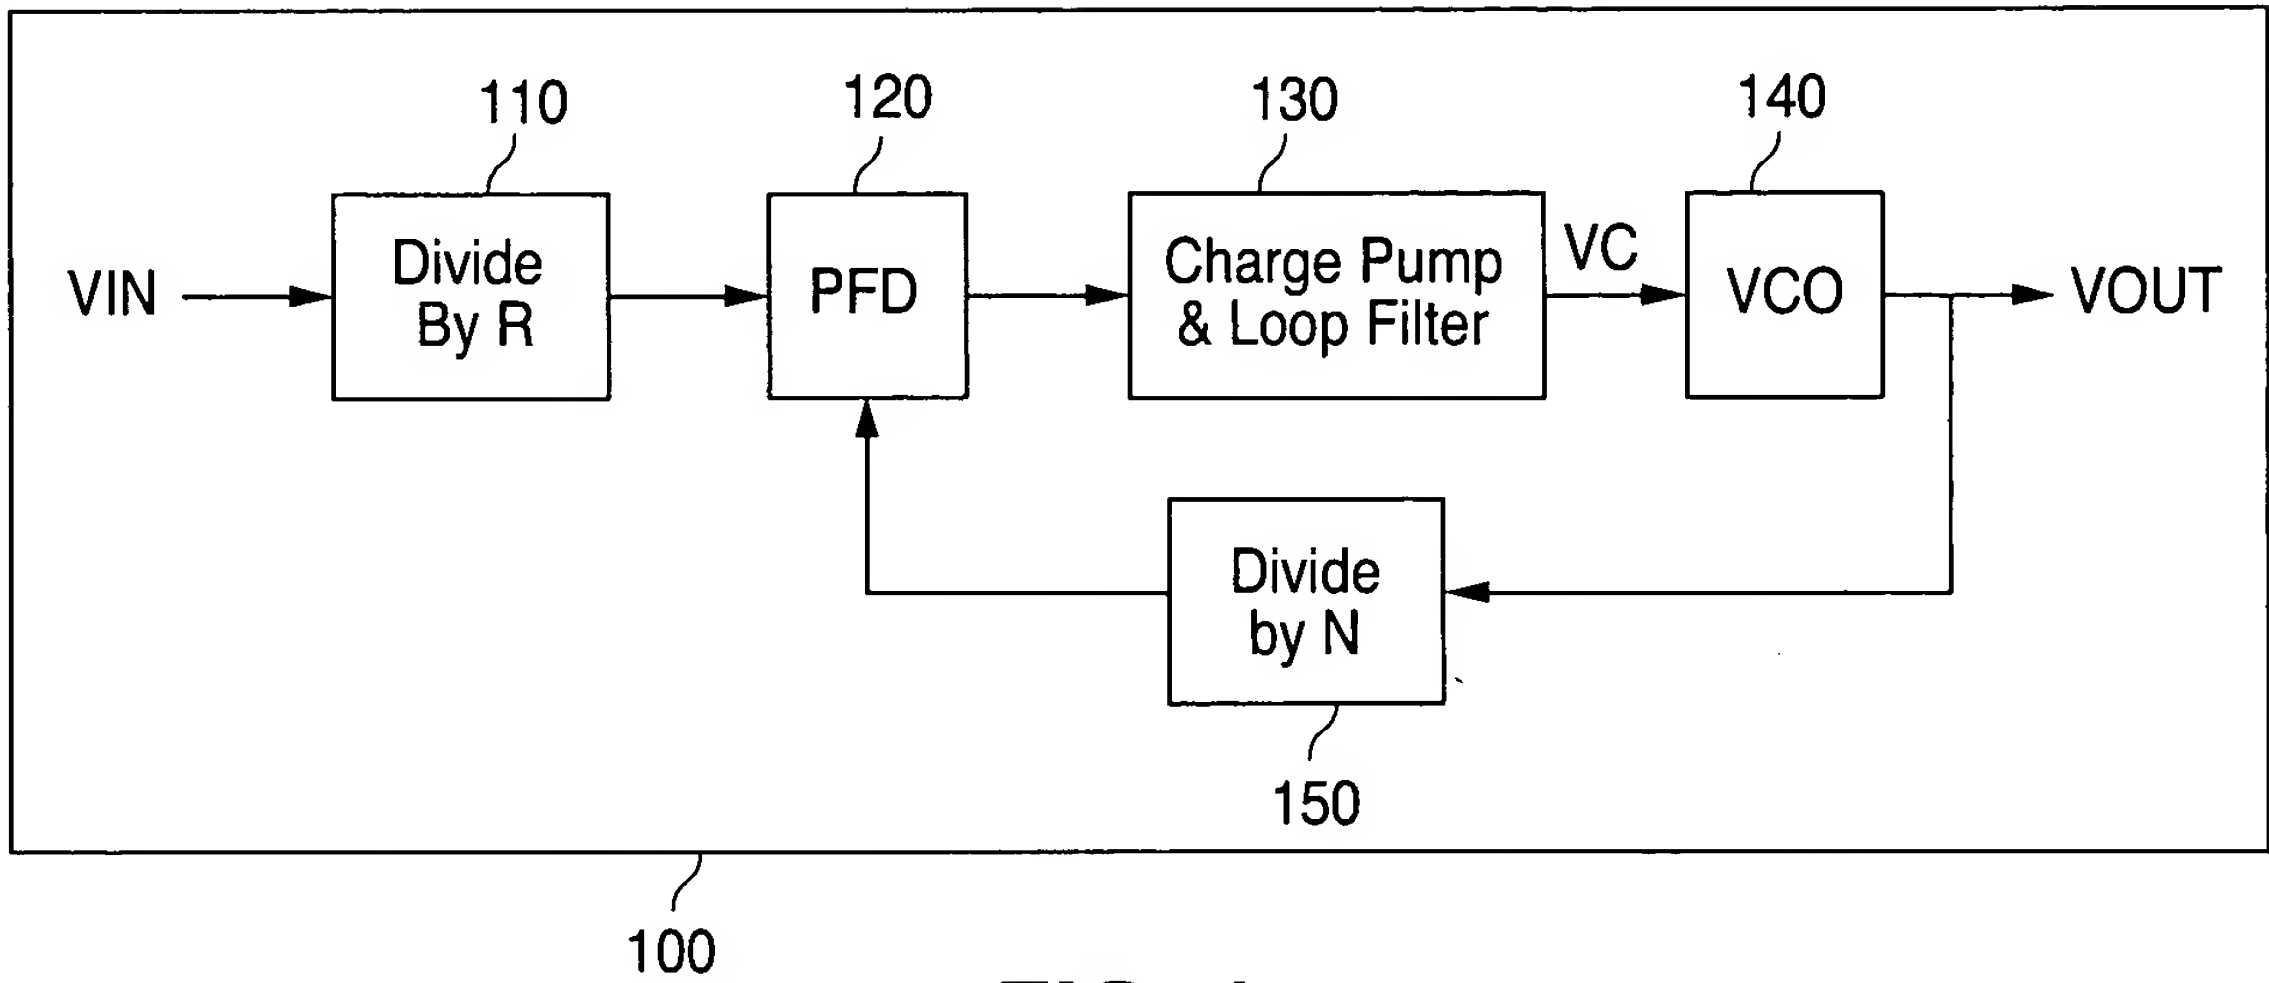 110
120
130
140
VIN
Divide
By R
PFD
Charge Pump
& Loop Filter
VC
VCO
VOUT
Divide
by N
150
100